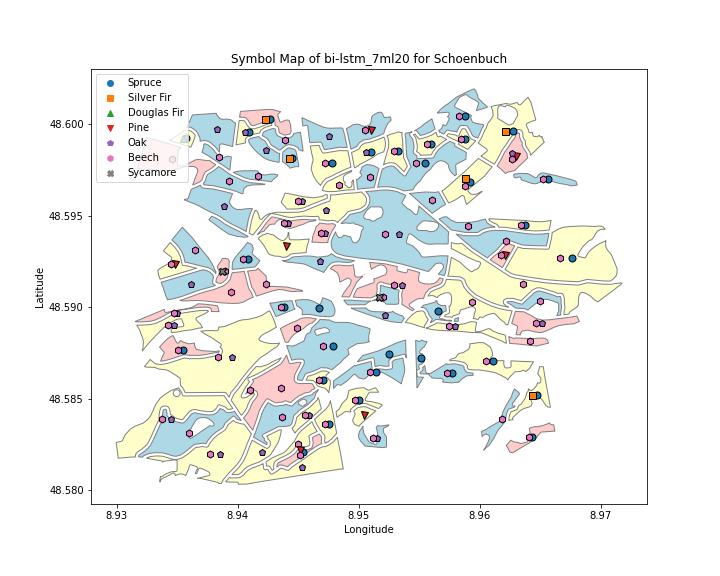 Symbol Map of bi-lstm_7ml20 for Schoenbuch
Spruce
Silver Fir
Douglas Fir
Pine
Oak
Beech
Sycamore
48.600
48.595
48.590
48.585
48.580
Latitude
8.93 8.94 8.95 8.96 8.97
Longitude